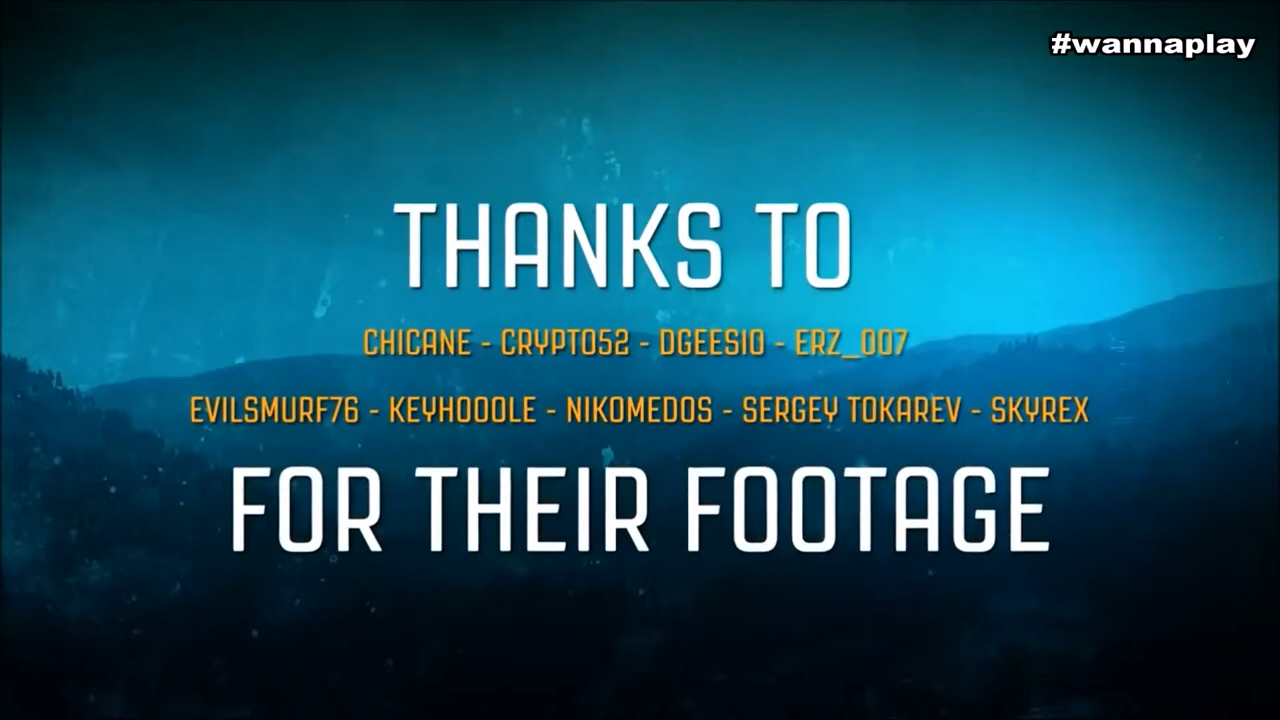 #wannaplay
THANKS TO
CHICANE - CRYPTO52 - DGEESIO - ERZ_007
EVILSMURF76 - KEYHOOOLE - NIKOMEDOS - SERGEY TOKAREV - SKYREX
FOR THEIR FOOTAGE